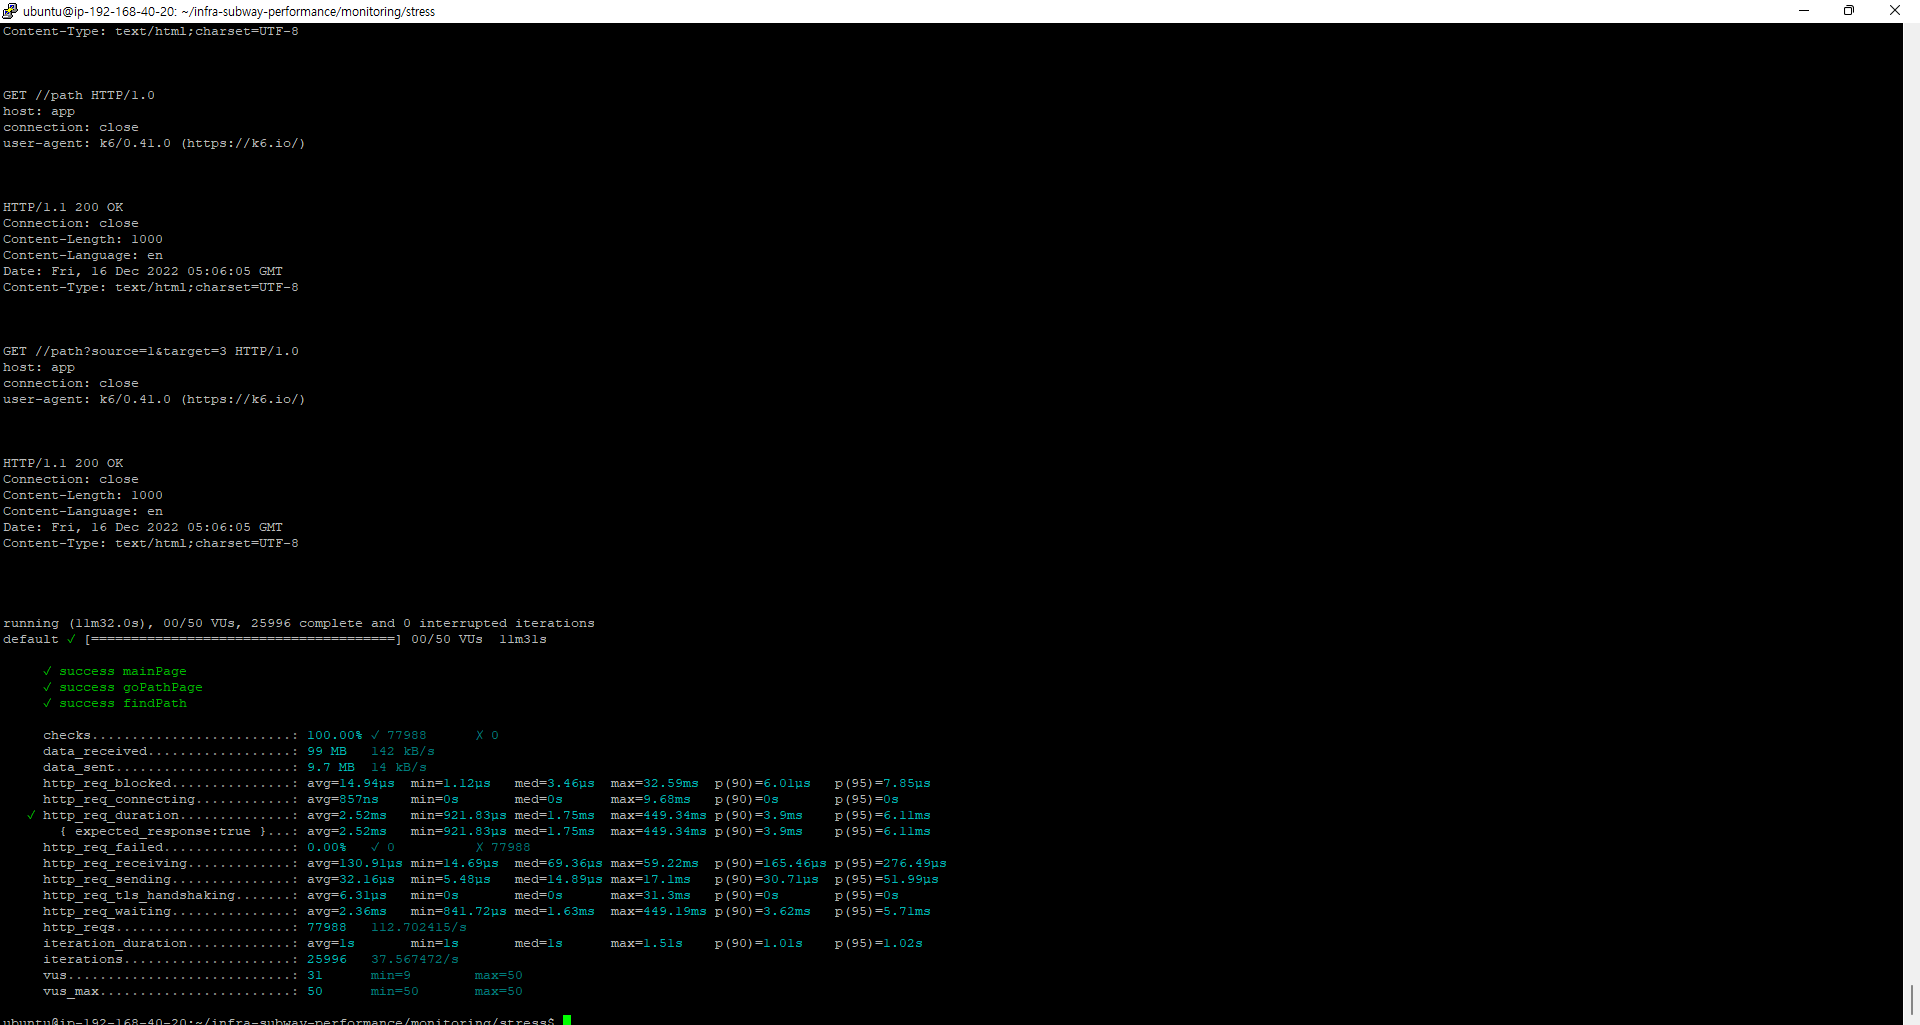 ubuntu@ip-192-168-40-20: ~/infra-subway-performance/monitoring/stress
Content-Type: text/html;charset=UTF-8
GET //path HTTP/1.0
host: app
connection: close
user-agent: k6/0.41.0 (https://k6.io/)
HTTP/1.1 200 OK
Connection: close
Content-Length: 1000
Content-Language: en
Date: Fri, 16 Dec 2022 05:06:05 GMT
Content-Type: text/html;charset=UTF-8
GET //path?source=1&target=3 HTTP/1.0
host: app
connection: close
user-agent: k6/0.41.0 (https://k6.io/)
HTTP/1.1 200 OK
Connection: close
Content-Length: 1000
Content-Language: en
Date: Fri, 16 Dec 2022 05:06:05 GMT
Content-Type: text/html;charset=UTF-8
running (11m32.0s), 00/50 VUs, 25996 complete and 0 interrupted iterations
default ✓ [======================================] 00/50 VUs  11m31s
✓ success mainPage
✓ success goPathPage
✓ success findPath
checks.........................: 100.00% ✓ 77988      ✗ 0
data_received..................: 99 MB   142 kB/s
data_sent......................: 9.7 MB  14 kB/s
http_req_blocked...............: avg=14.94µs  min=1.12µs   med=3.46µs  max=32.59ms  p(90)=6.01µs   p(95)=7.85µs
http_req_connecting............: avg=857ns    min=0s       med=0s      max=9.68ms   p(90)=0s       p(95)=0s
✓ http_req_duration..............: avg=2.52ms   min=921.83µs med=1.75ms  max=449.34ms p(90)=3.9ms    p(95)=6.11ms
{ expected_response:true }...: avg=2.52ms   min=921.83µs med=1.75ms  max=449.34ms p(90)=3.9ms    p(95)=6.11ms
http_req_failed................: 0.00%   ✓ 0          ✗ 77988
http_req_receiving.............: avg=130.91µs min=14.69µs  med=69.36µs max=59.22ms  p(90)=165.46µs p(95)=276.49µs
http_req_sending...............: avg=32.16µs  min=5.48µs   med=14.89µs max=17.1ms   p(90)=30.71µs  p(95)=51.99µs
http_req_tls_handshaking.......: avg=6.31µs   min=0s       med=0s      max=31.3ms   p(90)=0s       p(95)=0s
http_req_waiting...............: avg=2.36ms   min=841.72µs med=1.63ms  max=449.19ms p(90)=3.62ms   p(95)=5.71ms
http_reqs......................: 77988   112.702415/s
iteration_duration.............: avg=1s       min=1s       med=1s      max=1.51s    p(90)=1.01s    p(95)=1.02s
iterations.....................: 25996   37.567472/s
vus............................: 31      min=9        max=50
vus_max........................: 50      min=50       max=50
ubuntu@ip-192-168-40-20:~/infra-subway-performance/monitoring/stress$